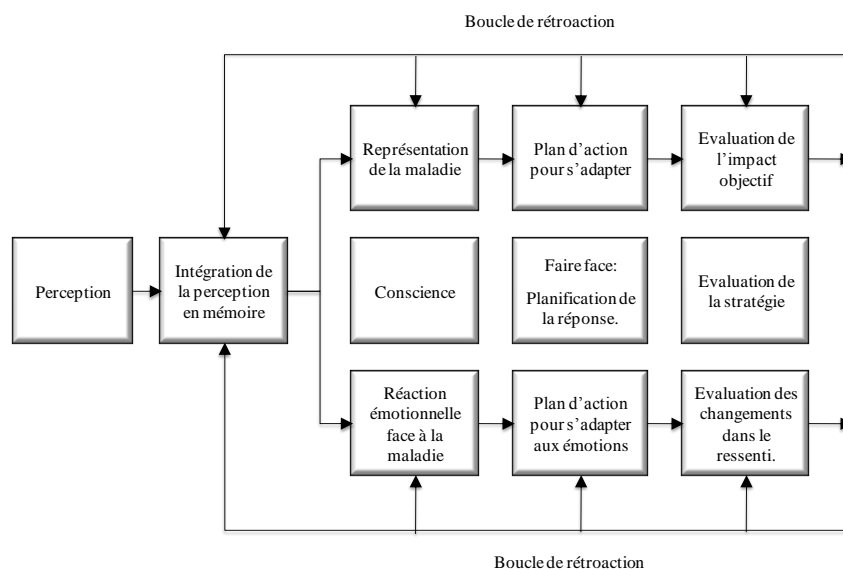 Boucle de rétroaction
Représentation
de la maladie
Plan d’action
pour s’adapter
Evaluation de
l’impact
objectif
Perception
Intégration de
la perception
en mémoire
Conscience
Faire face:
Planification de
la réponse.
Evaluation de
la stratégie
Réaction
émotionnelle
face à la
maladie
Plan d’action
pour s’adapter
aux émotions
Evaluation des
changements
dans le
ressenti.
Boucle de rétroaction